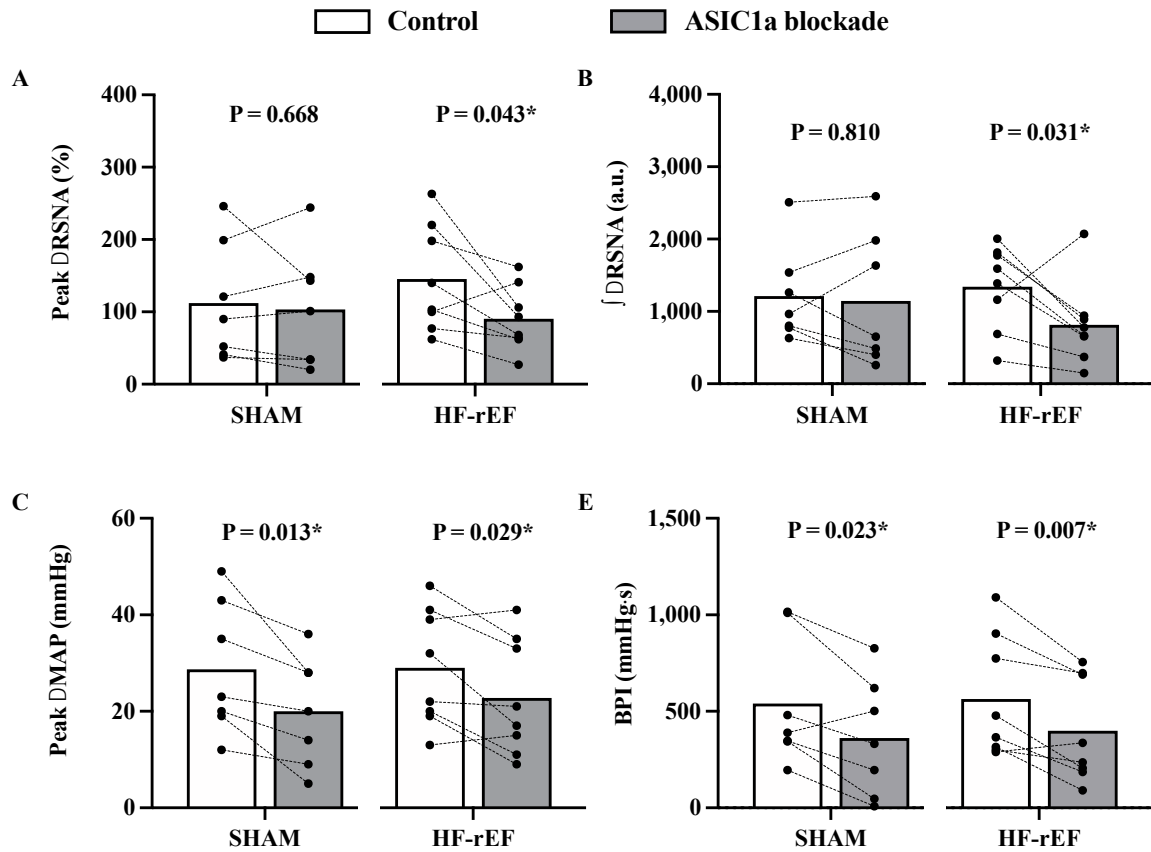 Control ASIC1a blockade
A
Peak DRSNA (%)
400
300
200
100
0
P = 0.668
P = 0.043*
SHAM
HF-rEF
B
∫DRSNA (a.u.)
4,000
3,000
2,000
1,000
0
P = 0.810
P = 0.031*
SHAM
HF-rEF
C
Peak DMAP (mmHg)
60
40
20
0
P = 0.013*
P = 0.029*
SHAM
HF-rEF
E
BPI (mmHg·s)
1,500
1,000
500
0
P = 0.023*
P = 0.007*
SHAM
HF-rEF